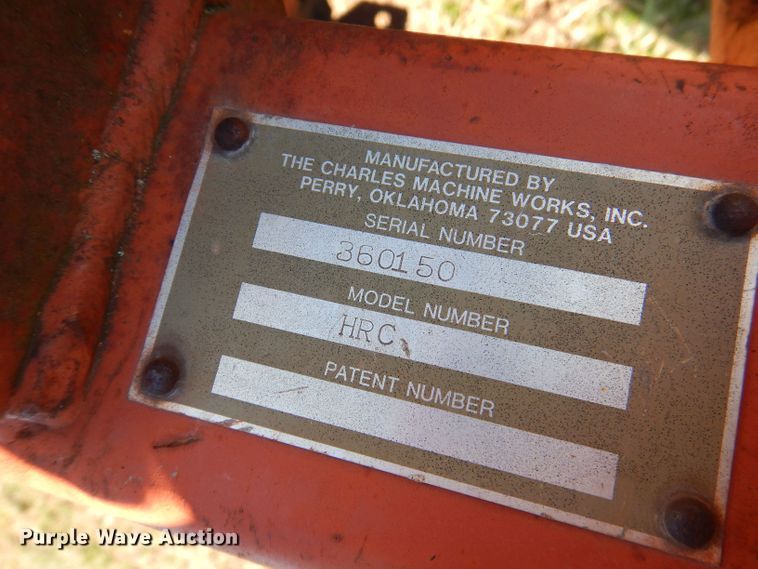 MANUFACTURED BY
THE CHARLES MACHINE WORKS, INC.
PERRY, OKLAHOMA 73077 USA
SERIAL NUMBER
360150
MODEL NUMBER
HRC
PATENT NUMBER
Purple Wave Auction